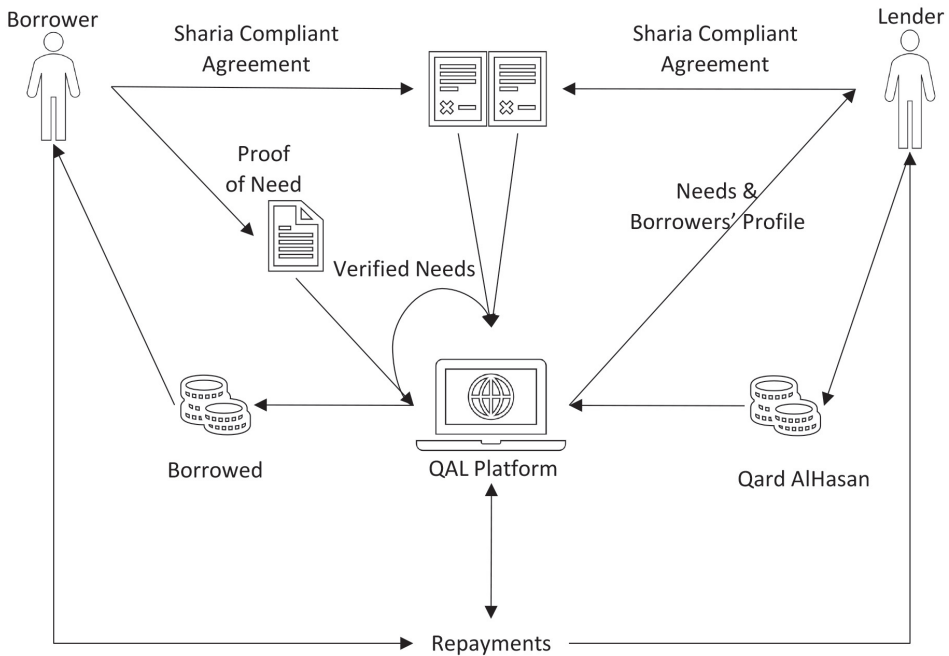 Borrower
Sharia Compliant
Agreement
Sharia Compliant
Agreement
Lender
Proof
of Need
Needs &
Borrowers’ Profile
Verified Needs
Borrowed
QAL Platform
Qard AlHasan
Repayments